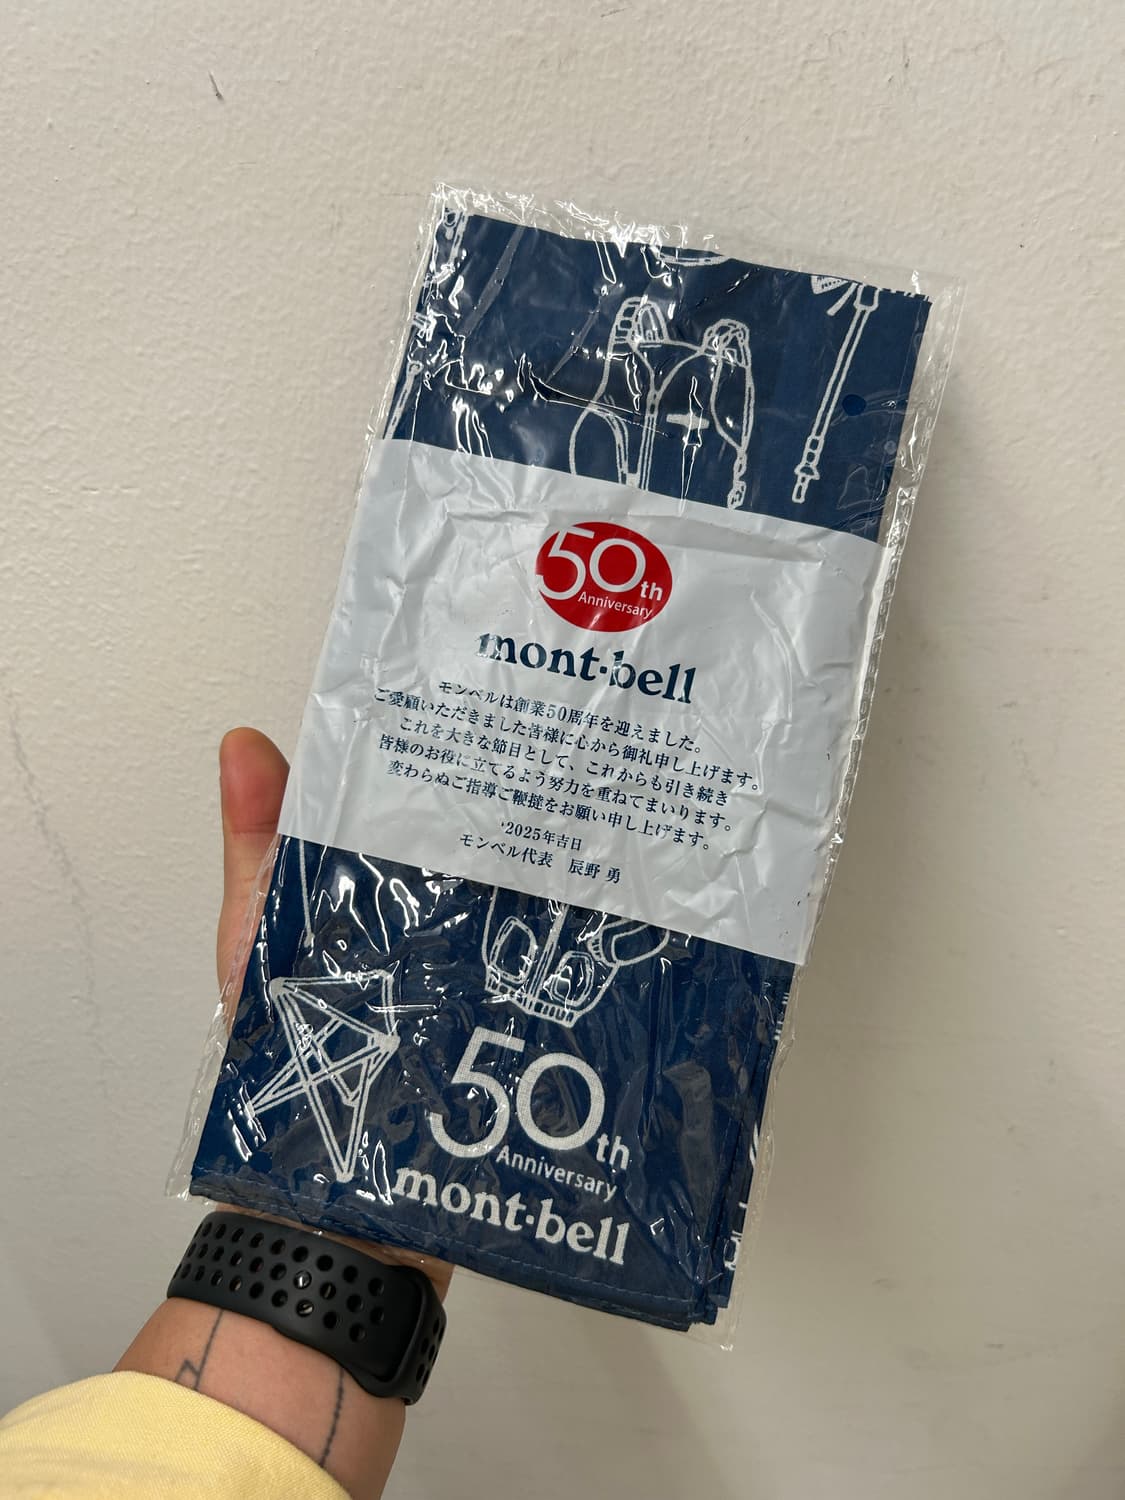 50th
Anniversary
mont·bell
モンベルは創業50周年を迎えました。
ご愛顧いただきました皆様に心から御礼申し上げます。
これを大きな節目として、これからも引き続き
皆様のお役に立てるよう努力を重ねてまいります。
変わらぬご指導ご鞭撻をお願い申し上げます。
2025年吉日
モンベル代表　辰野 勇
50th
Anniversary
mont·bell